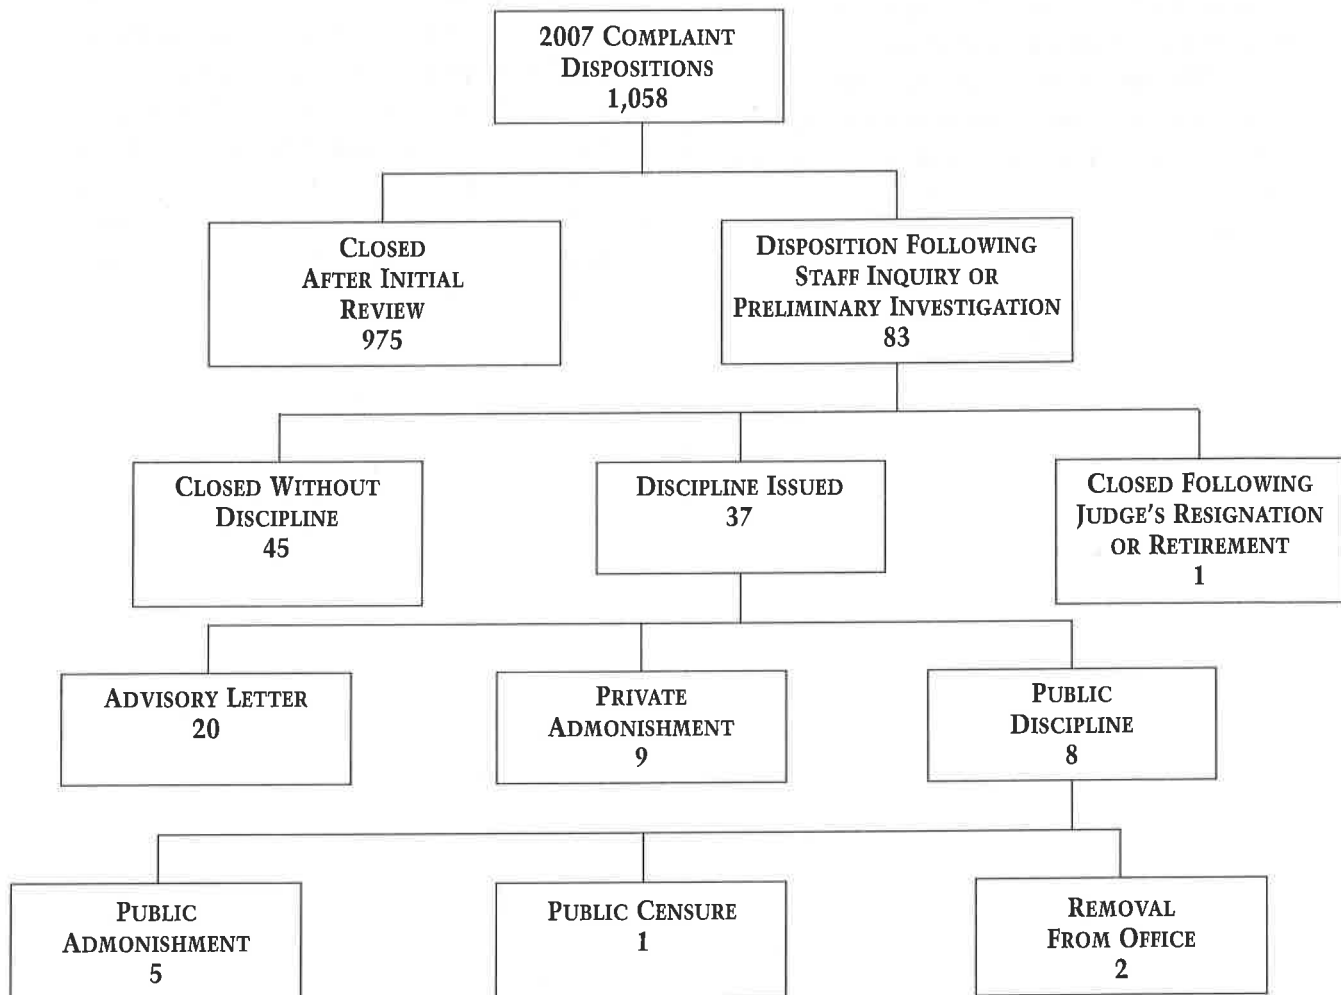 2007 COMPLAINT
DISPOSITIONS
1,058
CLOSED
AFTER INITIAL
REVIEW
975
DISPOSITION FOLLOWING
STAFF INQUIRY OR
PRELIMINARY INVESTIGATION
83
CLOSED WITHOUT
DISCIPLINE
45
DISCIPLINE ISSUED
37
CLOSED FOLLOWING
JUDGE'S RESIGNATION
OR RETIREMENT
1
ADVISORY LETTER
20
PRIVATE
ADMONISHMENT
9
PUBLIC
DISCIPLINE
8
PUBLIC
ADMONISHMENT
5
PUBLIC CENSURE
1
REMOVAL
FROM OFFICE
2